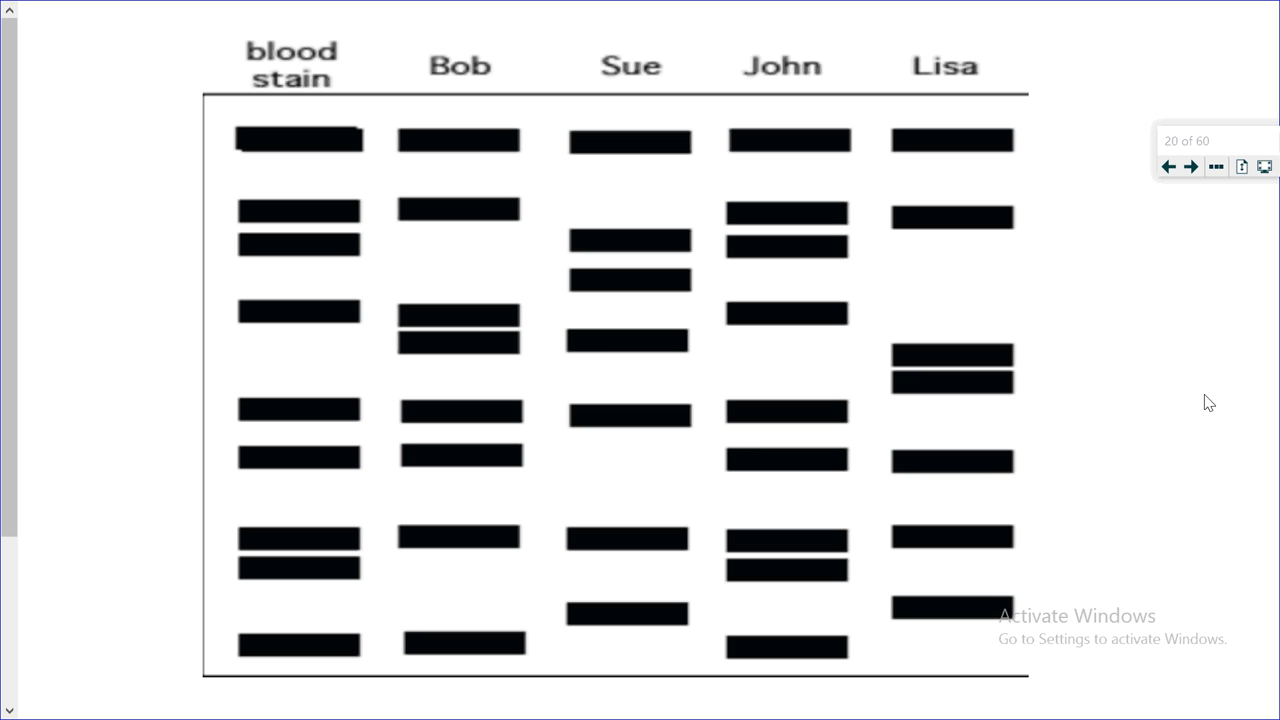 blood
stain
Bob
Sue
John
Lisa
20 of 60
Activate Windows
Go to Settings to activate Windows.